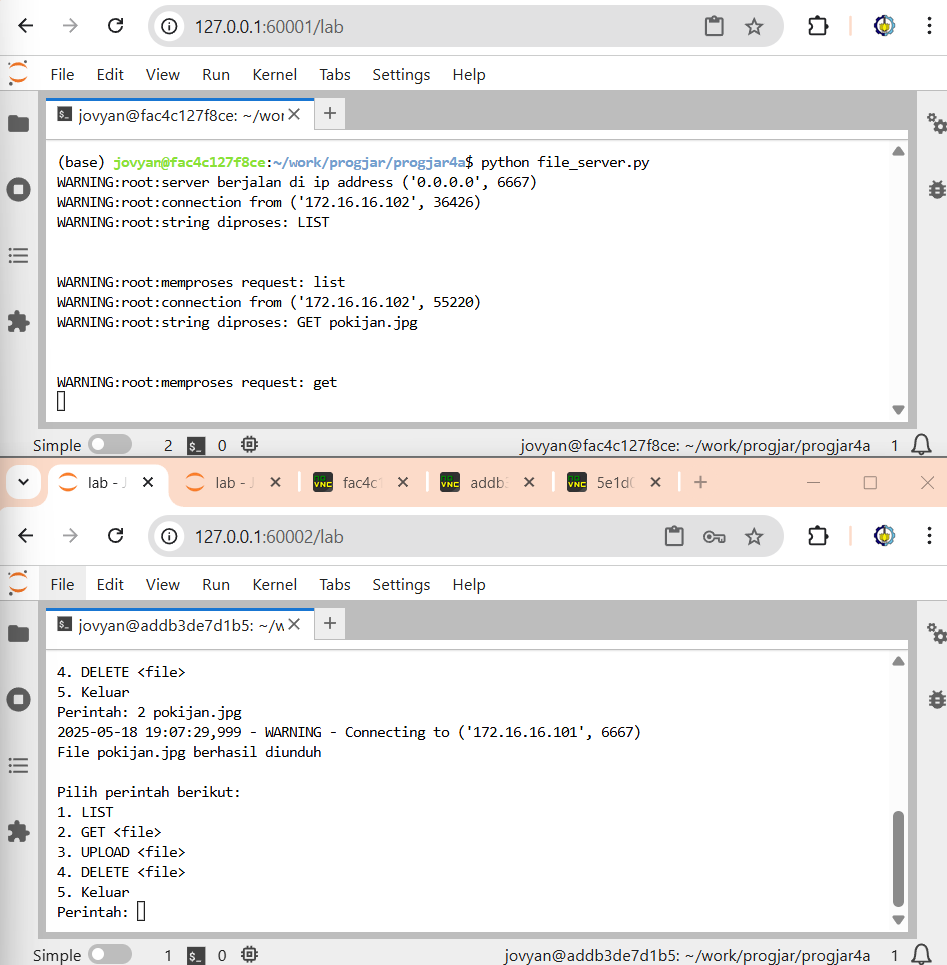 127.0.0.1:60001/lab
File Edit View Run Kernel Tabs Settings Help
jovyan@fac4c127f8ce: ~/wor
(base) jovyan@fac4c127f8ce:~/work/progjar/progjar4a$ python file_server.py
WARNING:root:server berjalan di ip address ('0.0.0.0', 6667)
WARNING:root:connection from ('172.16.16.102', 36426)
WARNING:root:string diproses: LIST
WARNING:root:memproses request: list
WARNING:root:connection from ('172.16.16.102', 55220)
WARNING:root:string diproses: GET pokijan.jpg
WARNING:root:memproses request: get
Simple 2 $_ 0 jovyan@fac4c127f8ce: ~/work/progjar/progjar4a 1
lab - J lab - J fac4c1 addb3 5e1d0
127.0.0.1:60002/lab
File Edit View Run Kernel Tabs Settings Help
jovyan@addb3de7d1b5: ~/w
4. DELETE <file>
5. Keluar
Perintah: 2 pokijan.jpg
2025-05-18 19:07:29,999 - WARNING - Connecting to ('172.16.16.101', 6667)
File pokijan.jpg berhasil diunduh
Pilih perintah berikut:
1. LIST
2. GET <file>
3. UPLOAD <file>
4. DELETE <file>
5. Keluar
Perintah:
Simple 1 $_ 0 jovyan@addb3de7d1b5: ~/work/progjar/progjar4a 1